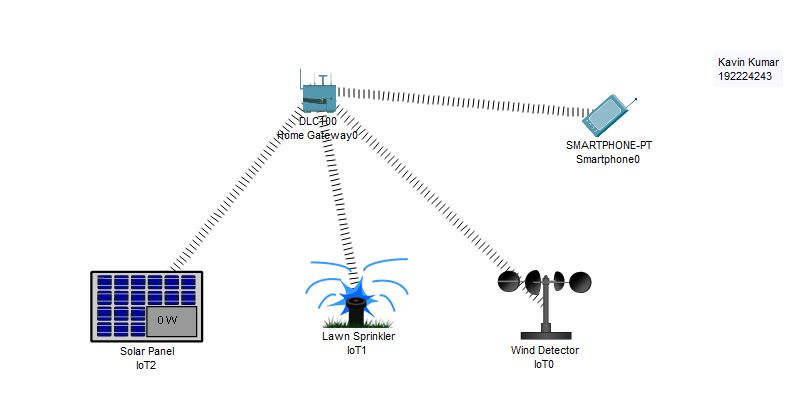 Kavin Kumar
192224243
DLC100
Home Gateway0
SMARTPHONE-PT
Smartphone0
0 W
Solar Panel
IoT2
Lawn Sprinkler
IoT1
Wind Detector
IoT0